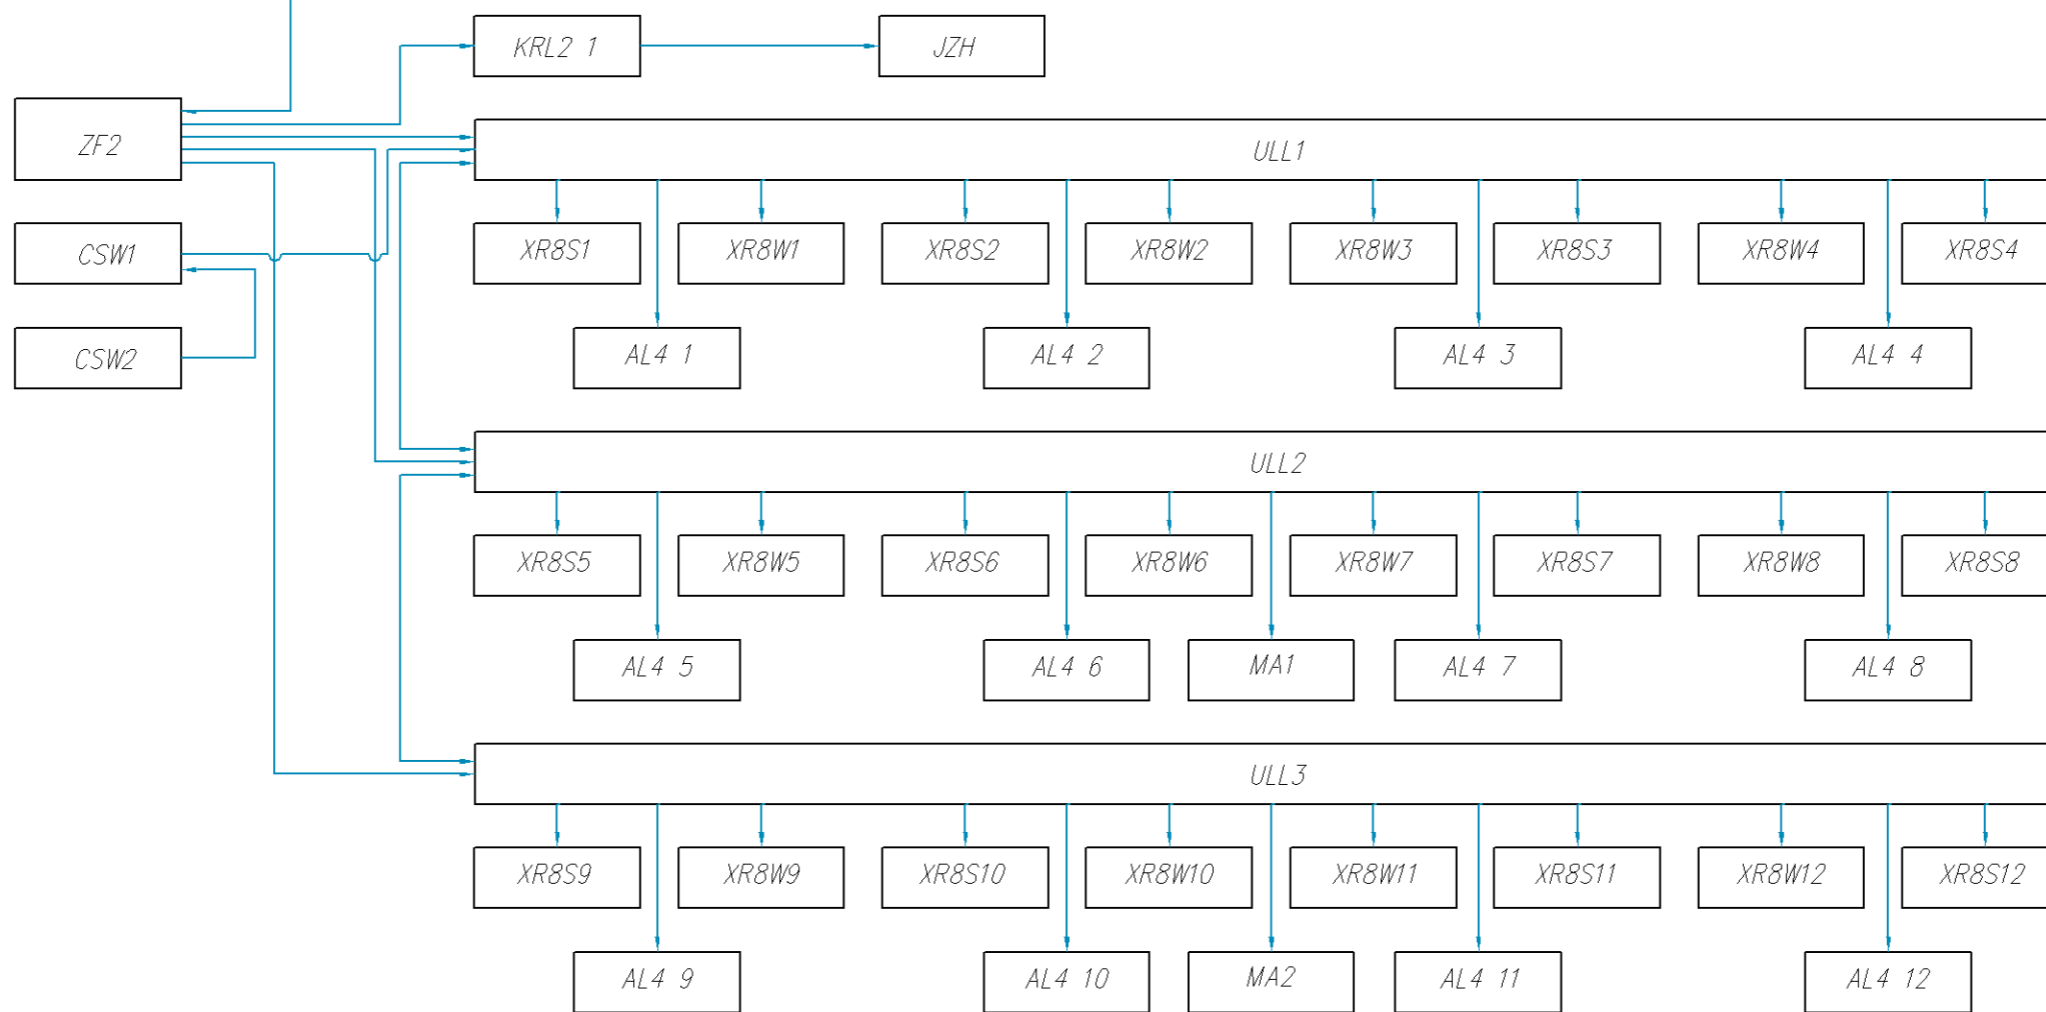 KRL2 1
JZH
ZF2
ULL1
CSW1
XR8S1
XR8W1
XR8S2
XR8W2
XR8W3
XR8S3
XR8W4
XR8S4
CSW2
AL4 1
AL4 2
AL4 3
AL4 4
ULL2
XR8S5
XR8W5
XR8S6
XR8W6
XR8W7
XR8S7
XR8W8
XR8S8
AL4 5
AL4 6
MA1
AL4 7
AL4 8
ULL3
XR8S9
XR8W9
XR8S10
XR8W10
XR8W11
XR8S11
XR8W12
XR8S12
AL4 9
AL4 10
MA2
AL4 11
AL4 12